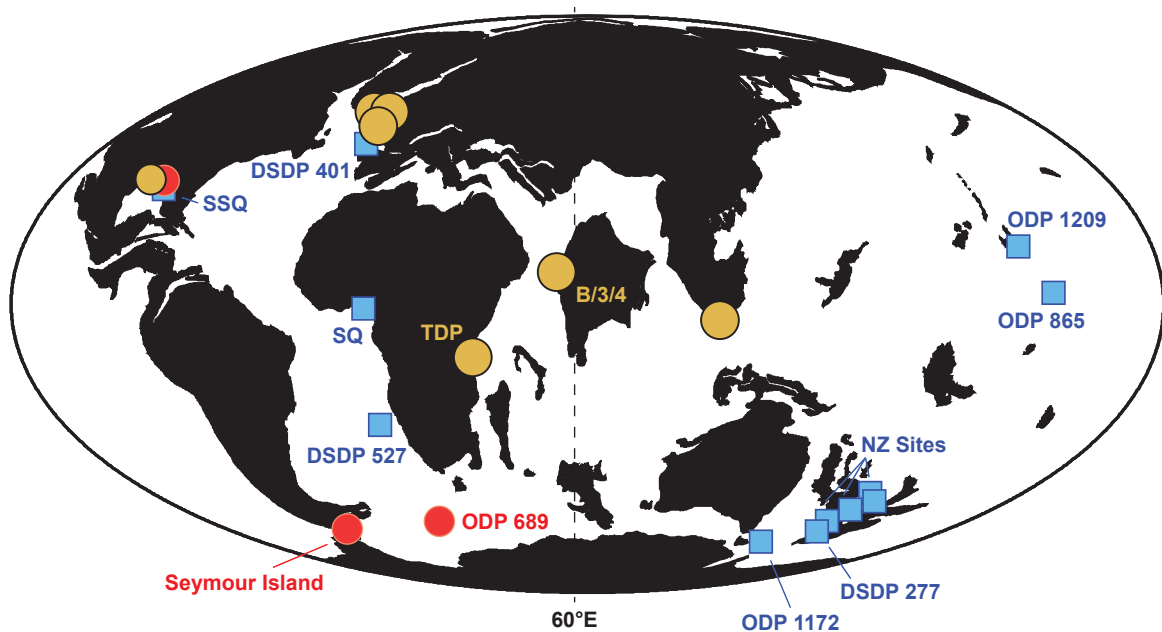 DSDP 401
SSQ
ODP 1209
B/3/4
ODP 865
SQ
TDP
NZ Sites
DSDP 527
ODP 689
Seymour Island
DSDP 277
ODP 1172
60°E